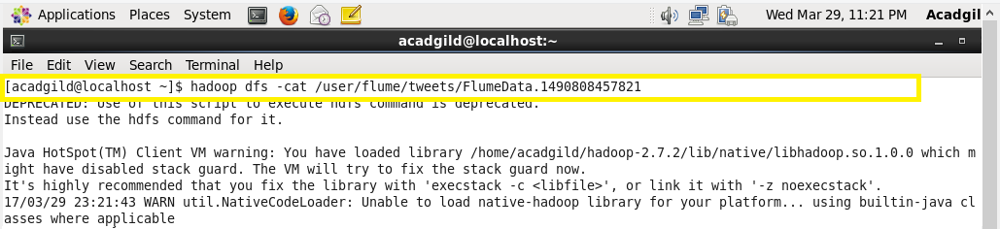 Applications Places System Wed Mar 29, 11:21 PM Acadgil
acadgild@localhost:~
File Edit View Search Terminal Help
[acadgild@localhost ~]$ hadoop dfs -cat /user/flume/tweets/FlumeData.1490808457821
DEPRECATED: Use of this script to execute hdfs command is deprecated.
Instead use the hdfs command for it.
Java HotSpot(TM) Client VM warning: You have loaded library /home/acadgild/hadoop-2.7.2/lib/native/libhadoop.so.1.0.0 which m
ight have disabled stack guard. The VM will try to fix the stack guard now.
It's highly recommended that you fix the library with 'execstack -c <libfile>', or link it with '-z noexecstack'.
17/03/29 23:21:43 WARN util.NativeCodeLoader: Unable to load native-hadoop library for your platform... using builtin-java cl
asses where applicable